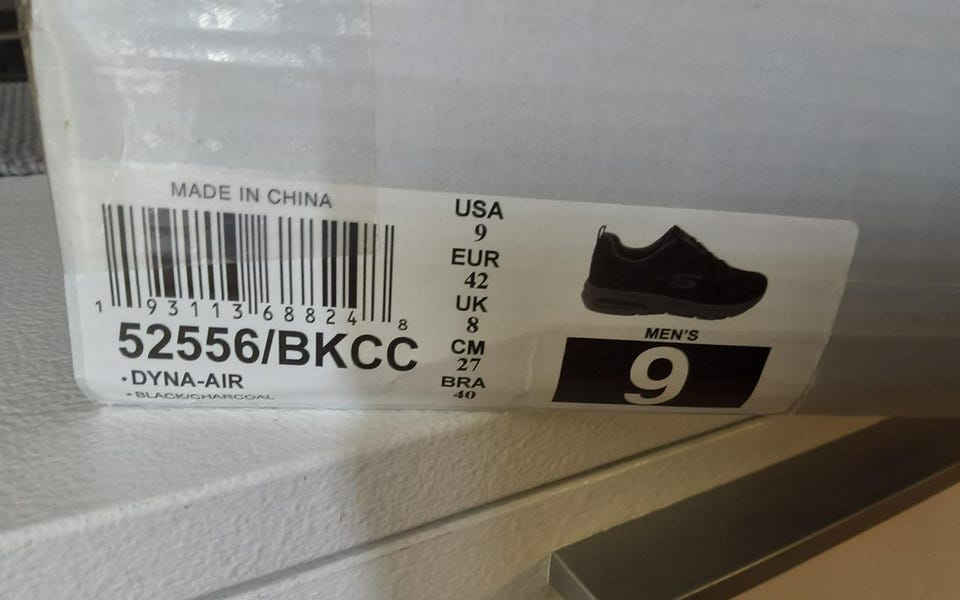 MADE IN CHINA
1 93113 68824 8
52556/BKCC
•DYNA-AIR
•BLACK/CHARCOAL
USA
9
EUR
42
UK
8
CM
27
BRA
40
MEN'S
9